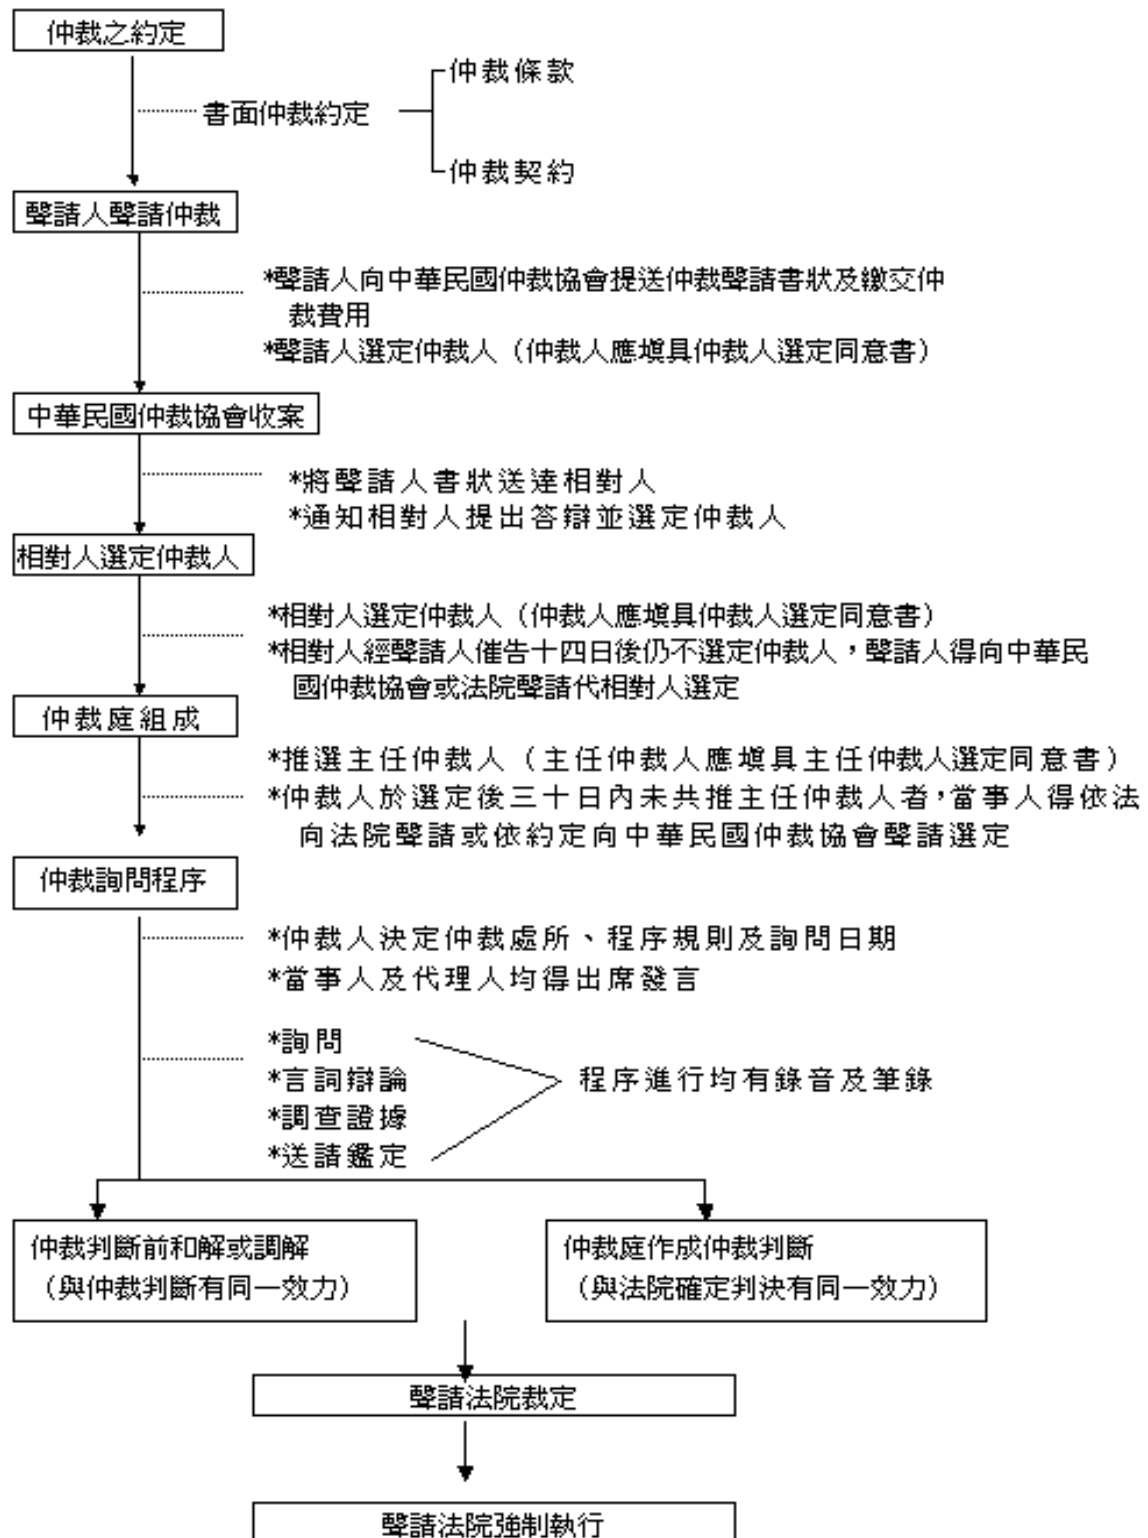 仲裁之約定
仲裁條款
書面仲裁約定
仲裁契約
聲請人聲請仲裁
*聲請人向中華民國仲裁協會提送仲裁聲請書狀及繳交仲
裁費用
*聲請人選定仲裁人（仲裁人應填具仲裁人選定同意書）
中華民國仲裁協會收案
*將聲請人書狀送達相對人
*通知相對人提出答辯並選定仲裁人
相對人選定仲裁人
*相對人選定仲裁人（仲裁人應填具仲裁人選定同意書）
*相對人經聲請人催告十四日後仍不選定仲裁人，聲請人得向中華民
國仲裁協會或法院聲請代相對人選定
仲裁庭組成
*推選主任仲裁人（主任仲裁人應填具主任仲裁人選定同意書）
*仲裁人於選定後三十日內未共推主任仲裁人者，當事人得依法
向法院聲請或依約定向中華民國仲裁協會聲請選定
仲裁詢問程序
*仲裁人決定仲裁處所、程序規則及詢問日期
*當事人及代理人均得出席發言
*詢問
*言詞辯論
程序進行均有錄音及筆錄
*調查證據
*送請鑑定
仲裁判斷前和解或調解
（與仲裁判斷有同一效力）
仲裁庭作成仲裁判斷
（與法院確定判決有同一效力）
聲請法院裁定
聲請法院強制執行